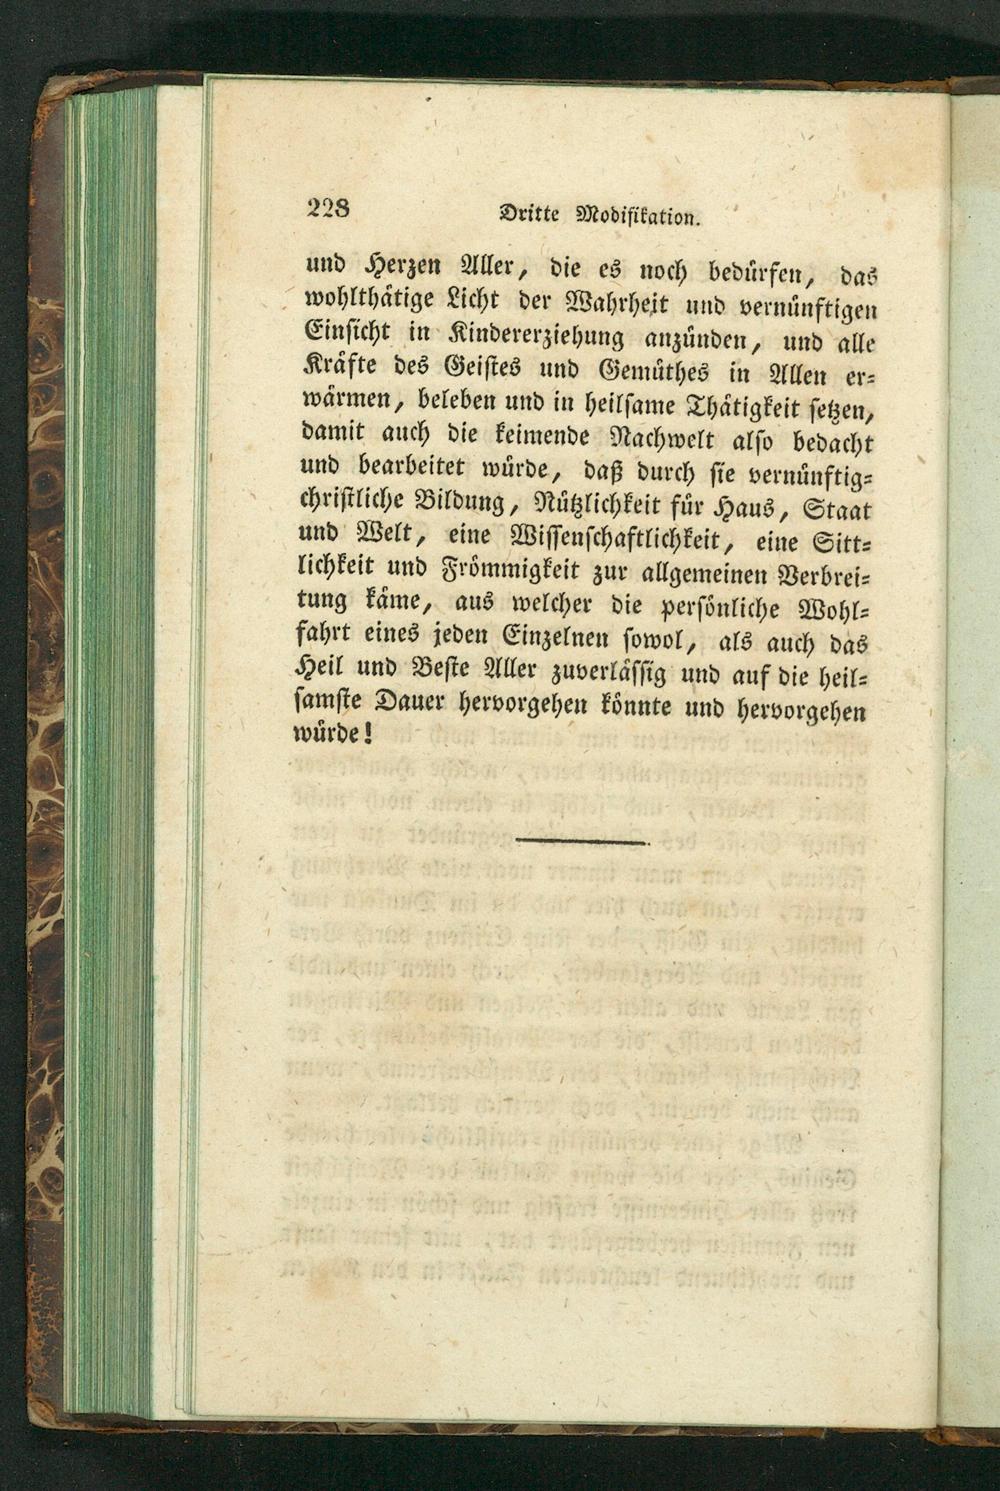 228 Dritte Modifikation.
und Herzen Aller, die es noch bedürfen, das
wohlthätige Licht der Wahrheit und vernünftigen
Einsicht in Kindererziehung anzünden, und alle
Kräfte des Geistes und Gemüthes in Allen er-
wärmen, beleben und in heilsame Thätigkeit setzen,
damit auch die keimende Nachwelt also bedacht
und bearbeitet würde, daß durch sie vernünftig-
christliche Bildung, Nützlichkeit für Haus, Staat
und Welt, eine Wissenschaftlichkeit, eine Sitt-
lichkeit und Frömmigkeit zur allgemeinen Verbrei-
tung käme, aus welcher die persönliche Wohl-
fahrt eines jeden Einzelnen sowol, als auch das
Heil und Beste Aller zuverlässig und auf die heil-
samste Dauer hervorgehen könnte und hervorgehen
würde!